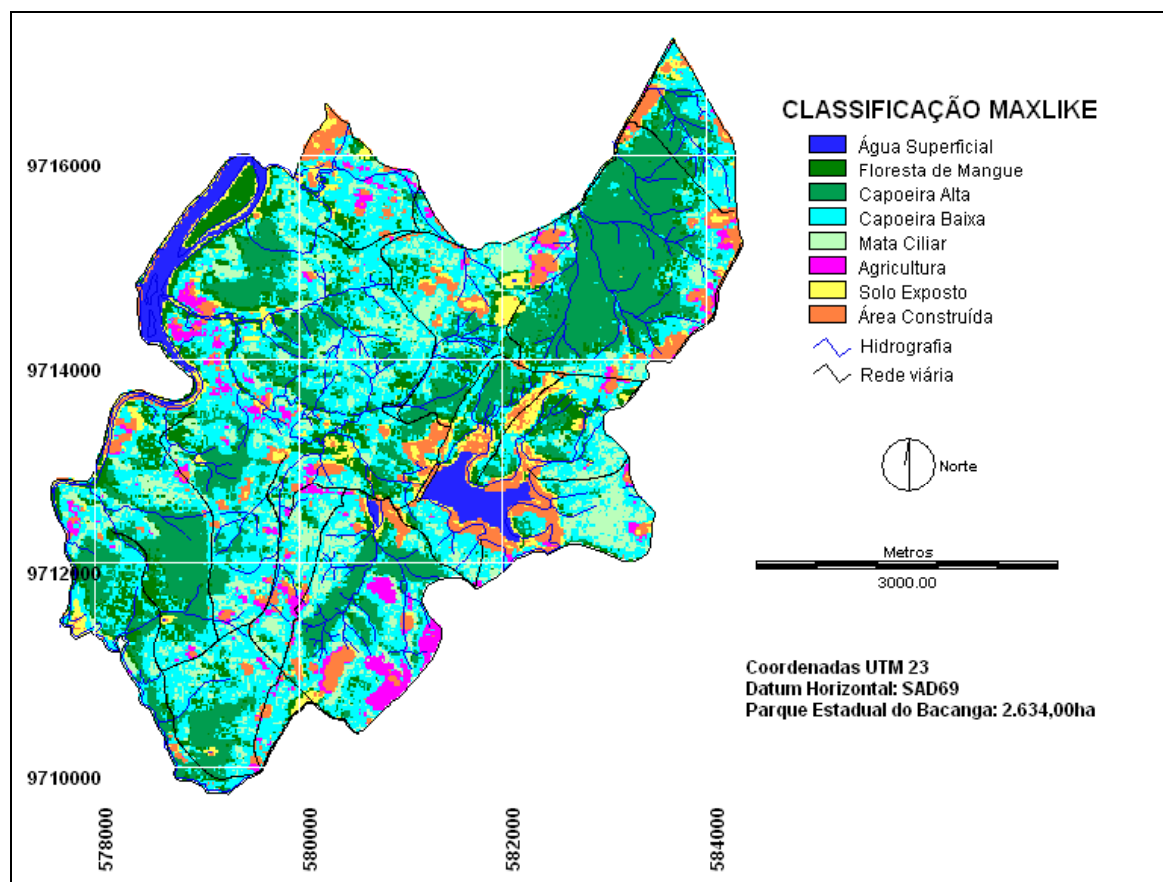 CLASSIFICAÇÃO MAXLIKE
Água Superficial
Floresta de Mangue
Capoeira Alta
Capoeira Baixa
Mata Ciliar
Agricultura
Solo Exposto
Área Construída
Hidrografia
Rede viária
Norte
Metros
3000.00
Coordenadas UTM 23
Datum Horizontal: SAD69
Parque Estadual do Bacanga: 2.634,00ha
9716000
9714000
9712000
9710000
578000
580000
582000
584000